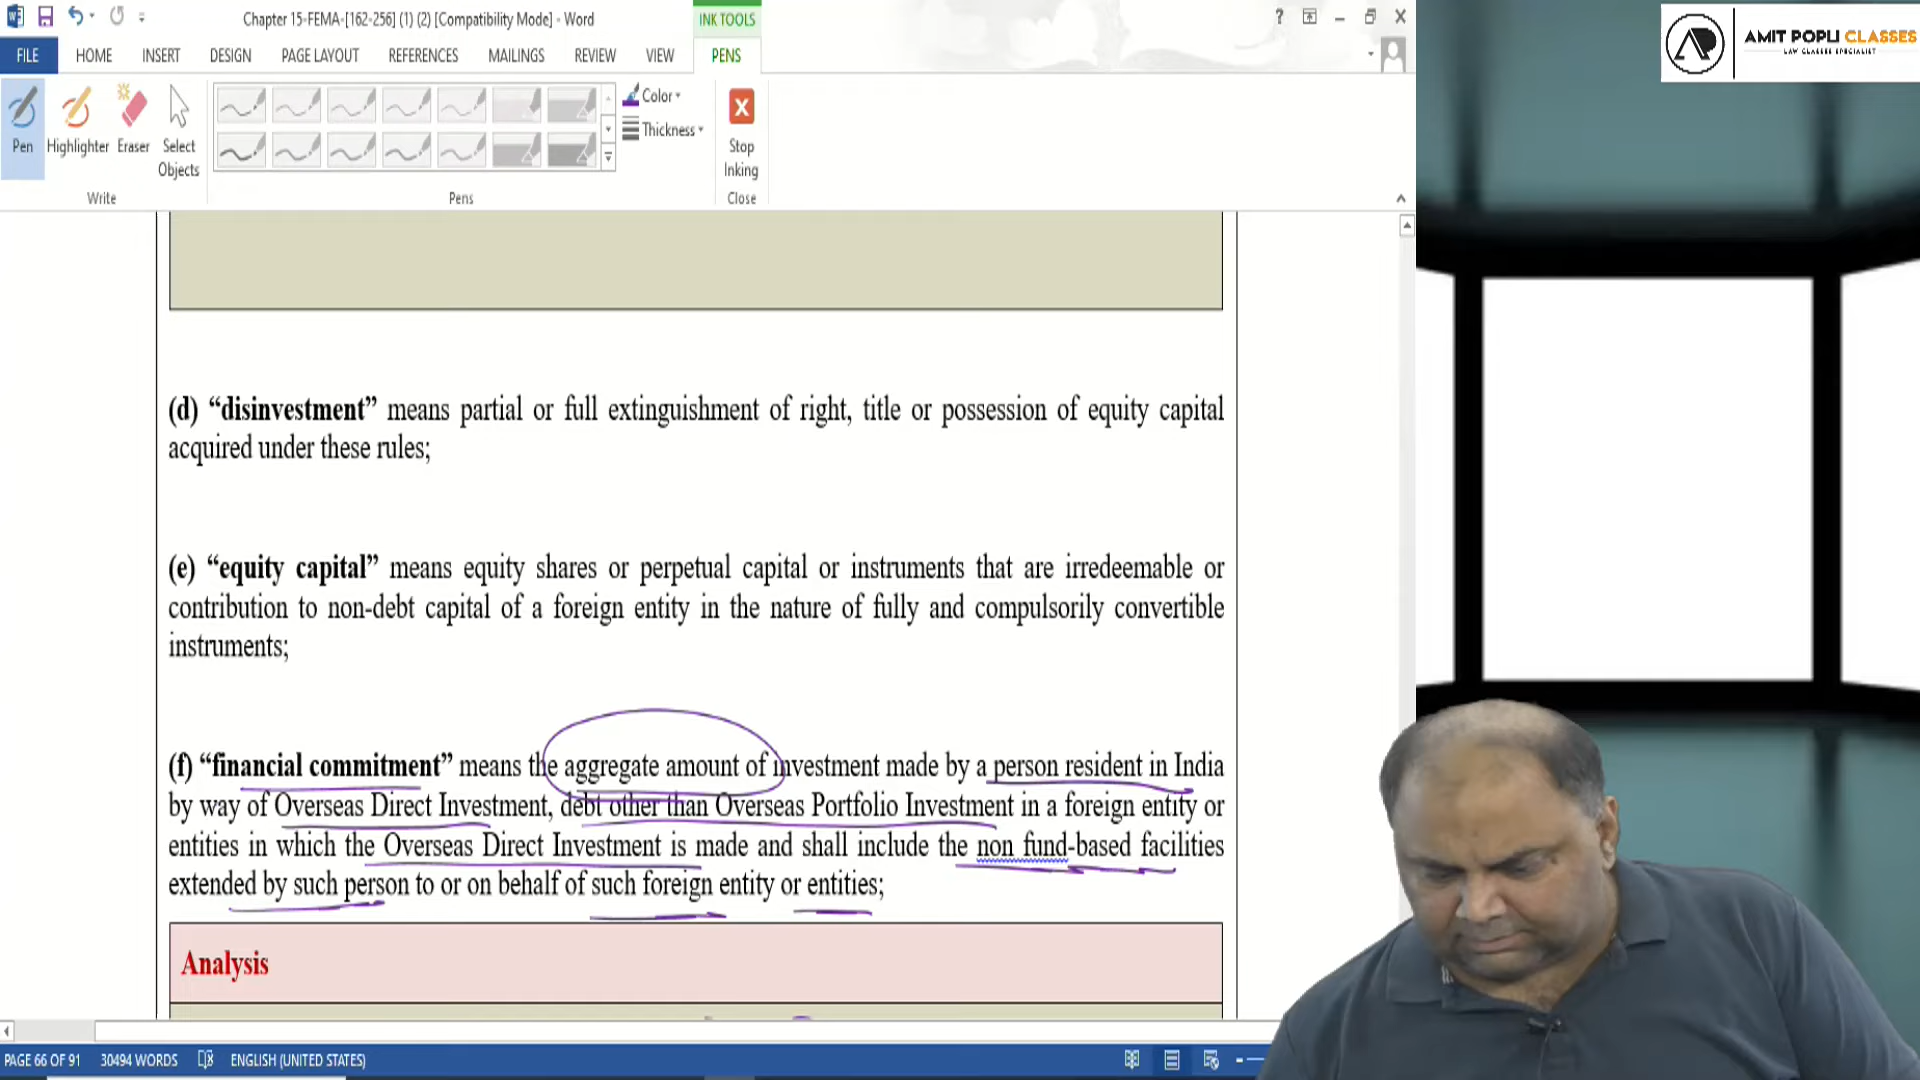 Chapter 15-FEMA-[162-256] (1) (2) [Compatibility Mode] - Word
INK TOOLS
FILE HOME INSERT DESIGN PAGE LAYOUT REFERENCES MAILINGS REVIEW VIEW PENS
AMIT POPLI CLASSES
LAW CLASSES SPECIALIST
Pen Highlighter Eraser Select Objects
Color
Thickness
Stop Inking
Write Pens Close
(d) “disinvestment” means partial or full extinguishment of right, title or possession of equity capital
acquired under these rules;
(e) “equity capital” means equity shares or perpetual capital or instruments that are irredeemable or
contribution to non-debt capital of a foreign entity in the nature of fully and compulsorily convertible
instruments;
(f) “financial commitment” means the aggregate amount of investment made by a person resident in India
by way of Overseas Direct Investment, debt other than Overseas Portfolio Investment in a foreign entity or
entities in which the Overseas Direct Investment is made and shall include the non fund-based facilities
extended by such person to or on behalf of such foreign entity or entities;
Analysis
PAGE 66 OF 91 30494 WORDS ENGLISH (UNITED STATES)